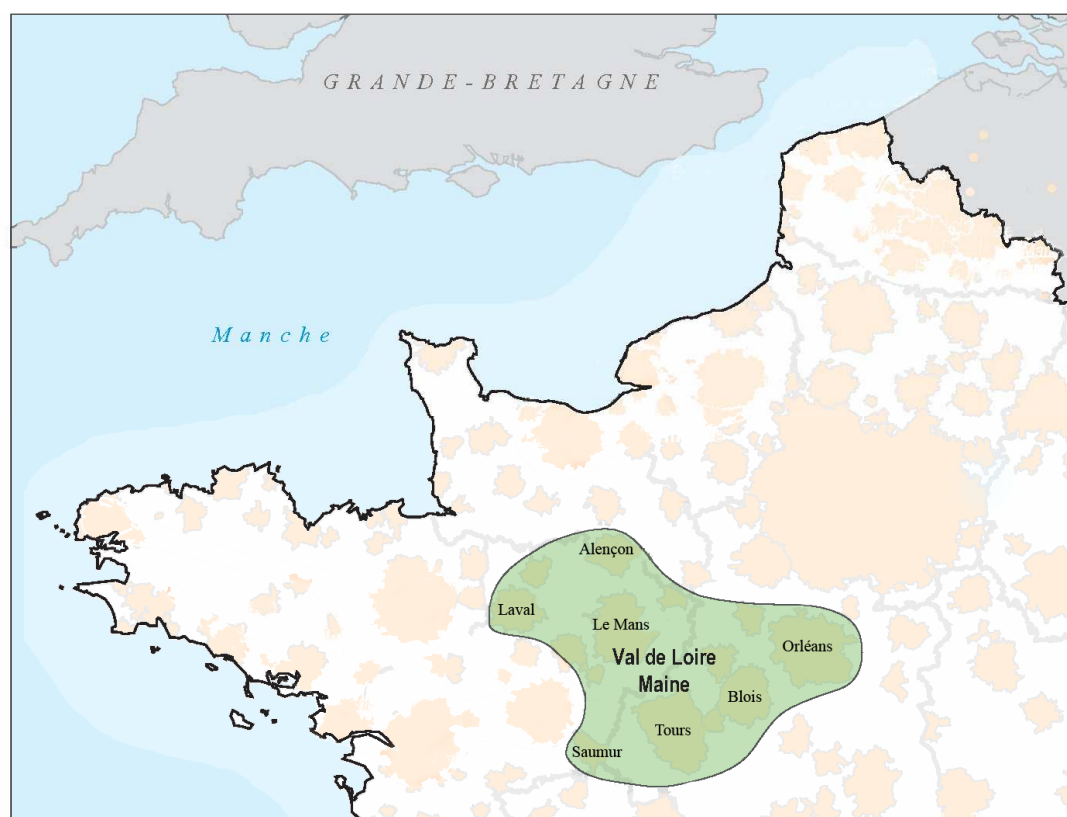 GRANDE-BRETAGNE
Manche
Alençon
Laval
Le Mans
Orléans
Val de Loire
Maine
Blois
Tours
Saumur